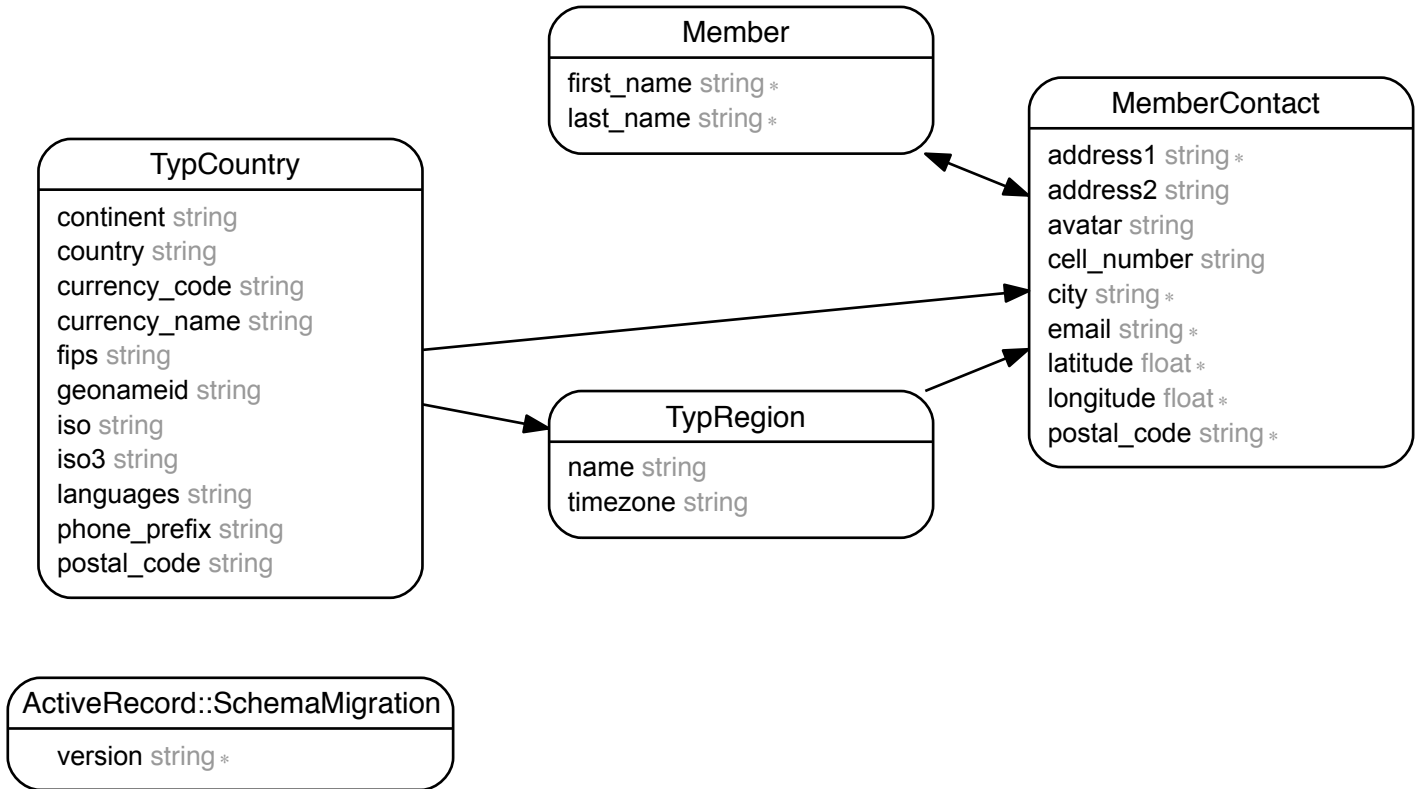 Member
first_name string *
last_name string *
MemberContact
address1 string *
address2 string
avatar string
cell_number string
city string *
email string *
latitude float *
longitude float *
postal_code string *
TypCountry
continent string
country string
currency_code string
currency_name string
fips string
geonameid string
iso string
iso3 string
languages string
phone_prefix string
postal_code string
TypRegion
name string
timezone string
ActiveRecord::SchemaMigration
version string *